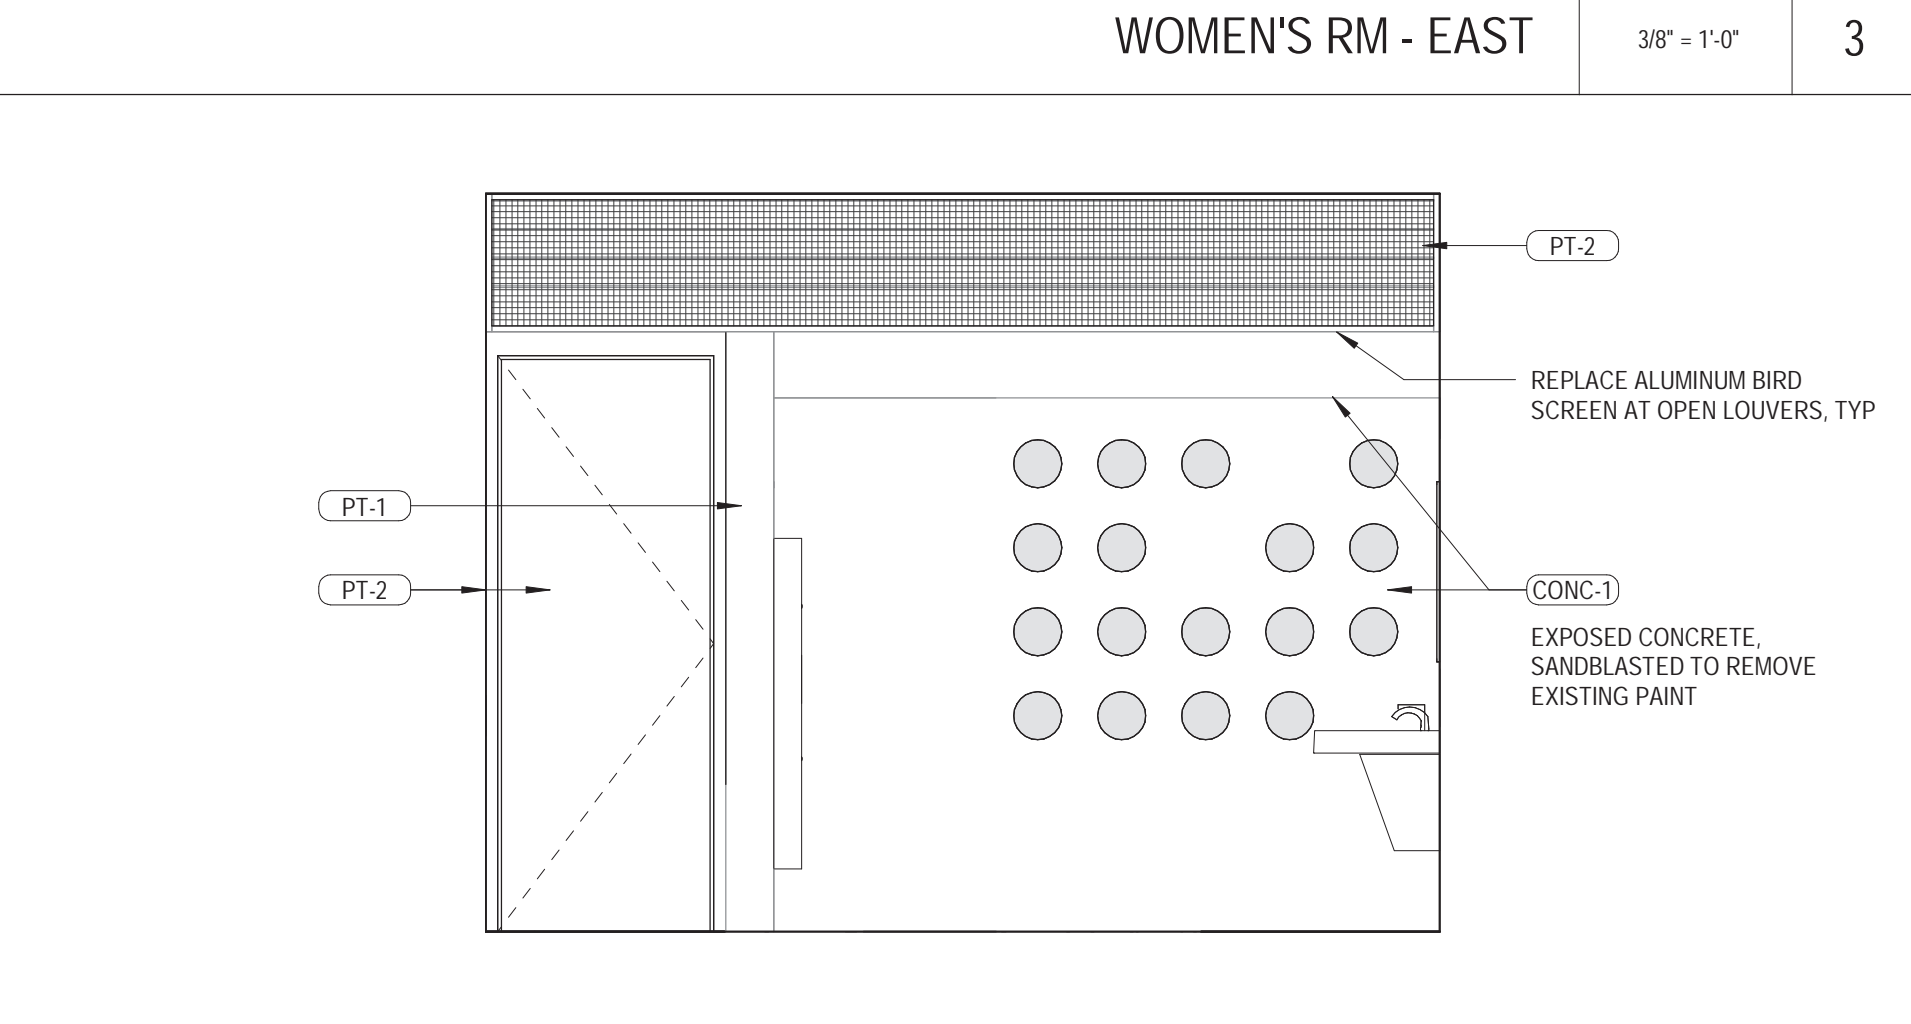 WOMEN'S RM - EAST
3/8" = 1'-0"
3
PT-2
REPLACE ALUMINUM BIRD
SCREEN AT OPEN LOUVERS, TYP
PT-1
PT-2
CONC-1
EXPOSED CONCRETE,
SANDBLASTED TO REMOVE
EXISTING PAINT